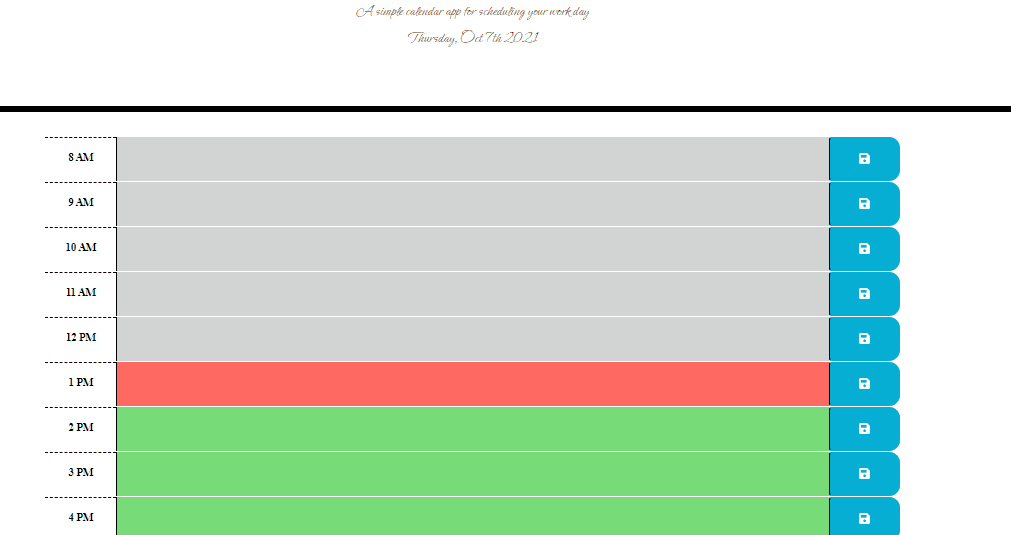 A simple calendar app for scheduling your work day
Thursday, Oct 7th 2021
8 AM
9 AM
10 AM
11 AM
12 PM
1 PM
2 PM
3 PM
4 PM